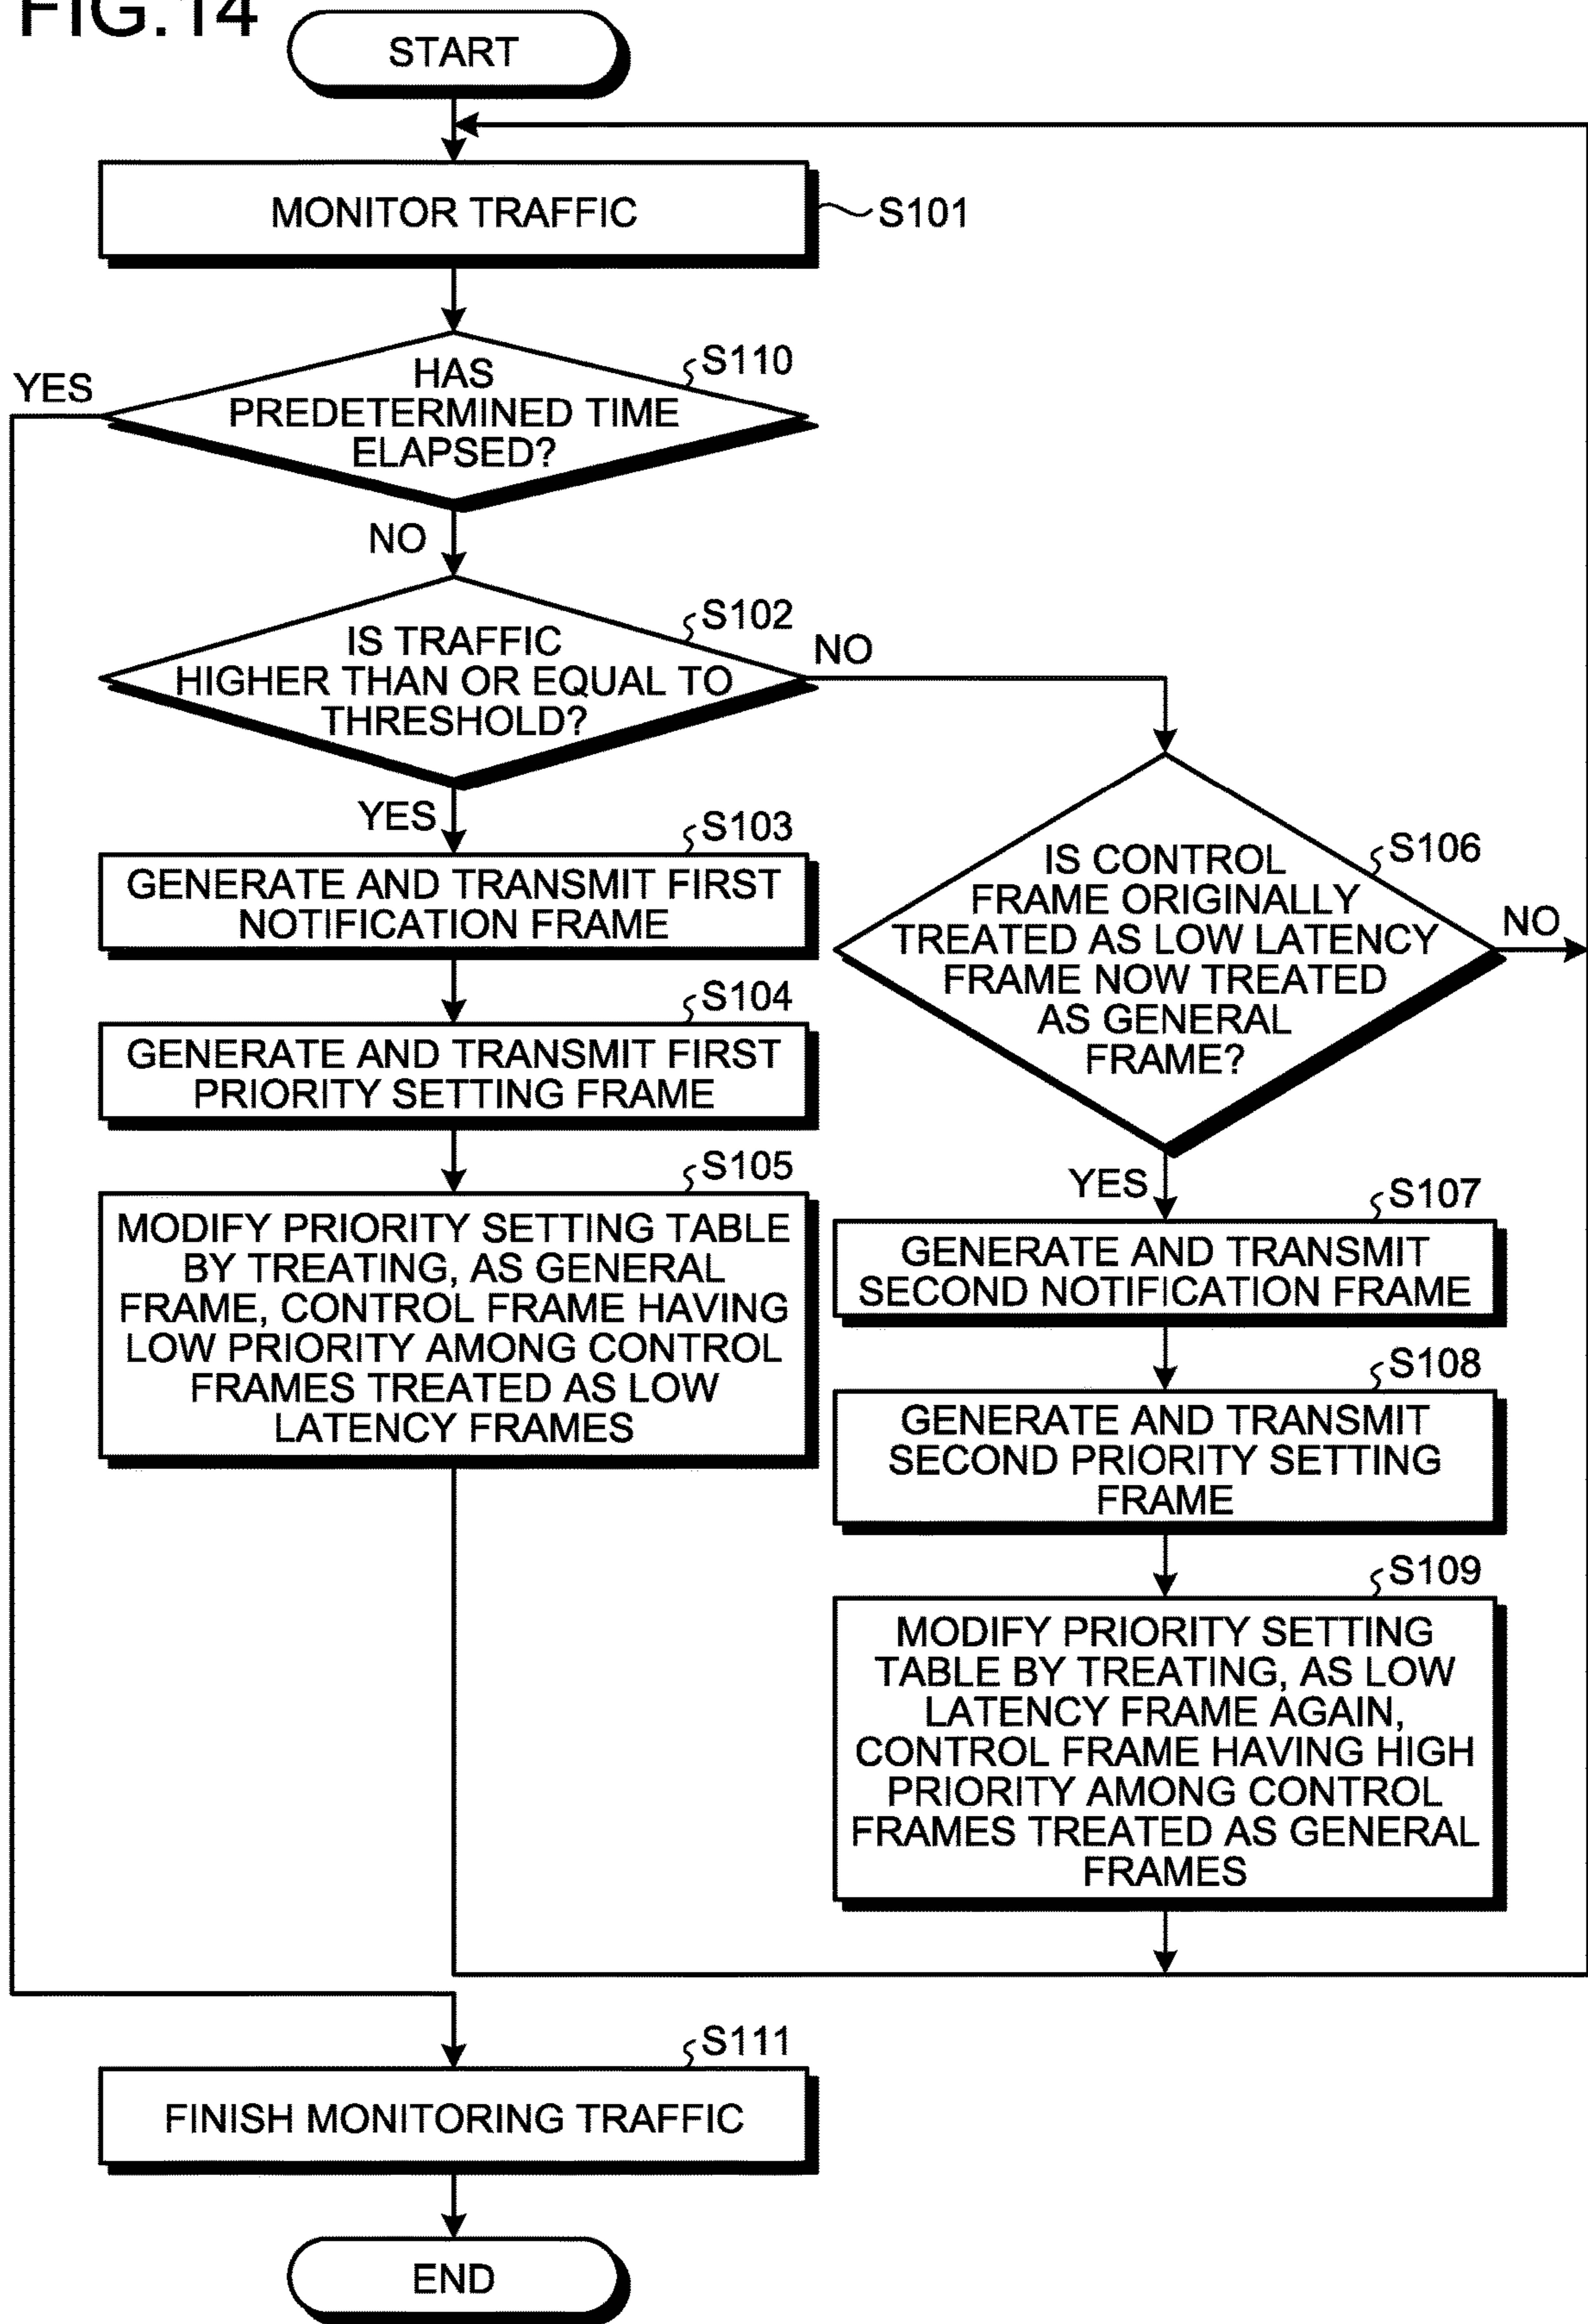 FIG.14
START
MONITOR TRAFFIC
S101
S110
HAS
PREDETERMINED TIME
ELAPSED?
YES
NO
S102
IS TRAFFIC
HIGHER THAN OR EQUAL TO
THRESHOLD?
NO
YES
S103
GENERATE AND TRANSMIT FIRST
NOTIFICATION FRAME
S104
GENERATE AND TRANSMIT FIRST
PRIORITY SETTING FRAME
S105
MODIFY PRIORITY SETTING TABLE
BY TREATING, AS GENERAL
FRAME, CONTROL FRAME HAVING
LOW PRIORITY AMONG CONTROL
FRAMES TREATED AS LOW
LATENCY FRAMES
S106
IS CONTROL
FRAME ORIGINALLY
TREATED AS LOW LATENCY
FRAME NOW TREATED
AS GENERAL
FRAME?
NO
YES
S107
GENERATE AND TRANSMIT
SECOND NOTIFICATION FRAME
S108
GENERATE AND TRANSMIT
SECOND PRIORITY SETTING
FRAME
S109
MODIFY PRIORITY SETTING
TABLE BY TREATING, AS LOW
LATENCY FRAME AGAIN,
CONTROL FRAME HAVING HIGH
PRIORITY AMONG CONTROL
FRAMES TREATED AS GENERAL
FRAMES
S111
FINISH MONITORING TRAFFIC
END